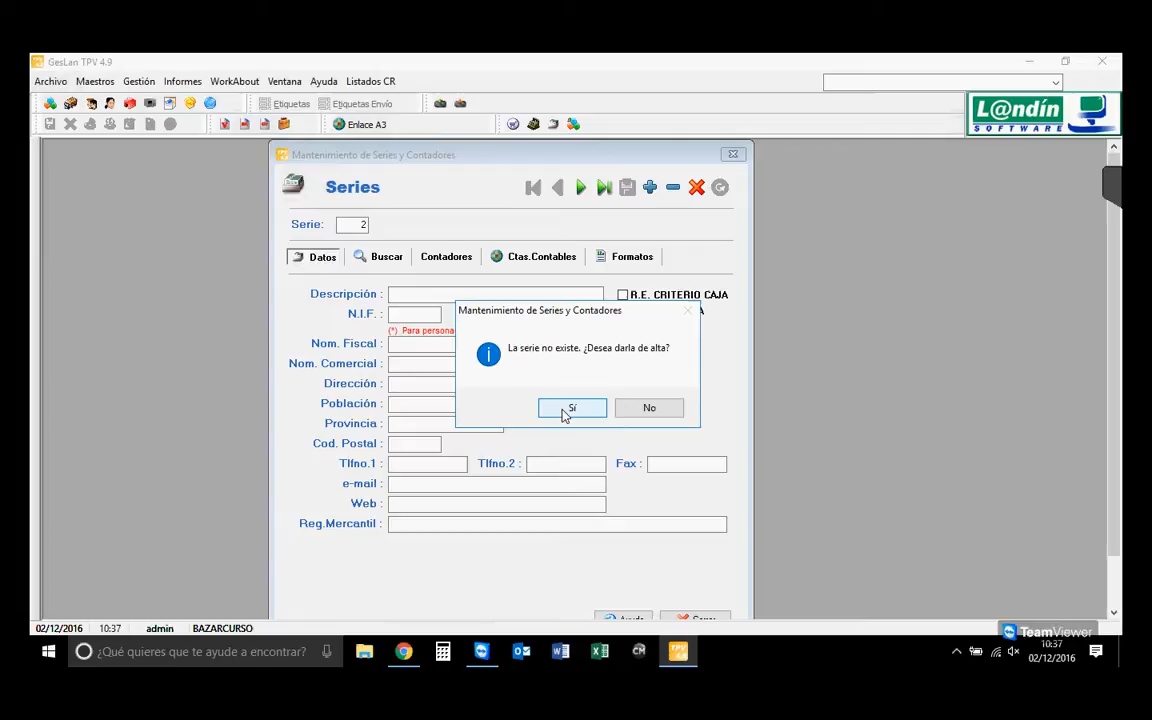 GesLan TPV 4.9
Archivo Maestros Gestión Informes WorkAbout Ventana Ayuda Listados CR
Etiquetas Etiquetas Envío
Enlace A3
L@ndín
SOFTWARE
Mantenimiento de Series y Contadores
Series
Serie: 2
Datos Buscar Contadores Ctas.Contables Formatos
Descripción : R.E. CRITERIO CAJA
N.I.F. : A
(*) Para persona
Nom. Fiscal :
Nom. Comercial :
Dirección :
Población :
Provincia :
Cod. Postal :
Tlfno.1 : Tlfno.2 : Fax :
e-mail :
Web :
Reg.Mercantil :
Mantenimiento de Series y Contadores
La serie no existe. ¿Desea darla de alta?
Sí No
02/12/2016 10:37 admin BAZARCURSO
TeamViewer
¿Qué quieres que te ayude a encontrar?
TPV
4.9
10:37
02/12/2016